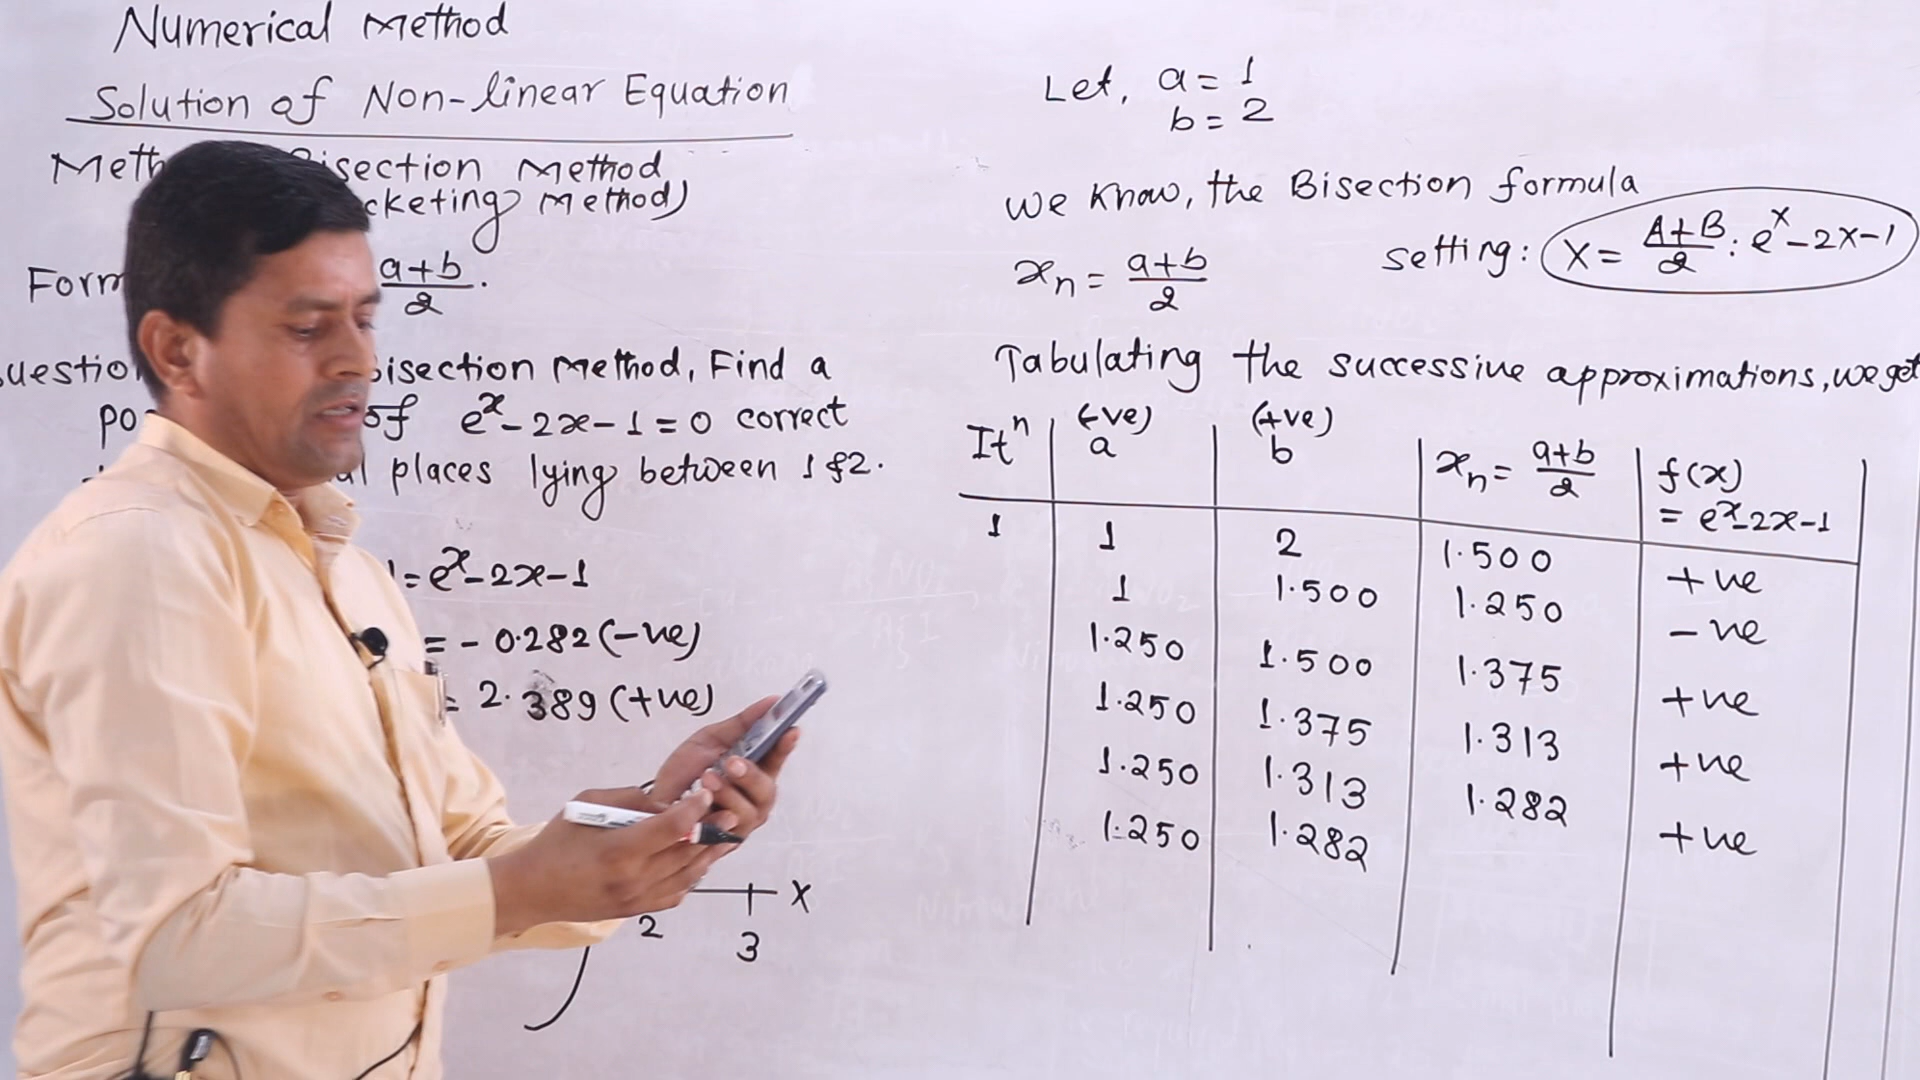 Numerical Method
Solution of Non-linear Equation
Meth isection Method
cketing Method)
Form a+b/2.
uestio isection Method, Find a
po of e^x-2x-1=0 correct
al places lying between 1 & 2.
1=e^x-2x-1
=-0.282(-ve)
=2.389(+ve)
2 3 X
Let, a=1
b=2
We know, the Bisection formula
xn= a+b/2
setting: X= A+B/2 : e^x-2x-1
Tabulating the successive approximations, we get
It^n (-ve) a (+ve) b xn= a+b/2 f(x) = e^x-2x-1
1 1 2 1.500 +ve
1 1.500 1.250 -ve
1.250 1.500 1.375 +ve
1.250 1.375 1.313 +ve
1.250 1.313 1.282 +ve
1.250 1.282